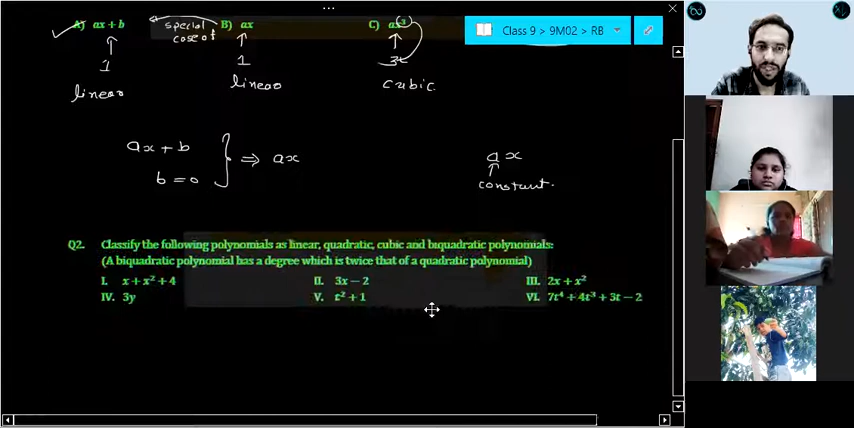 A) ax + b
special case of
B) ax
C) ax³
Class 9 > 9M02 > RB
1
1
3
linear
linear
cubic
ax + b
b = 0
⇒ ax
ax
constant.
Q2. Classify the following polynomials as linear, quadratic, cubic and biquadratic polynomials:
(A biquadratic polynomial has a degree which is twice that of a quadratic polynomial)
I. x + x² + 4 II. 3x − 2 III. 2x + x²
IV. 3y V. t² + 1 VI. 7t⁴ + 4t³ + 3t − 2